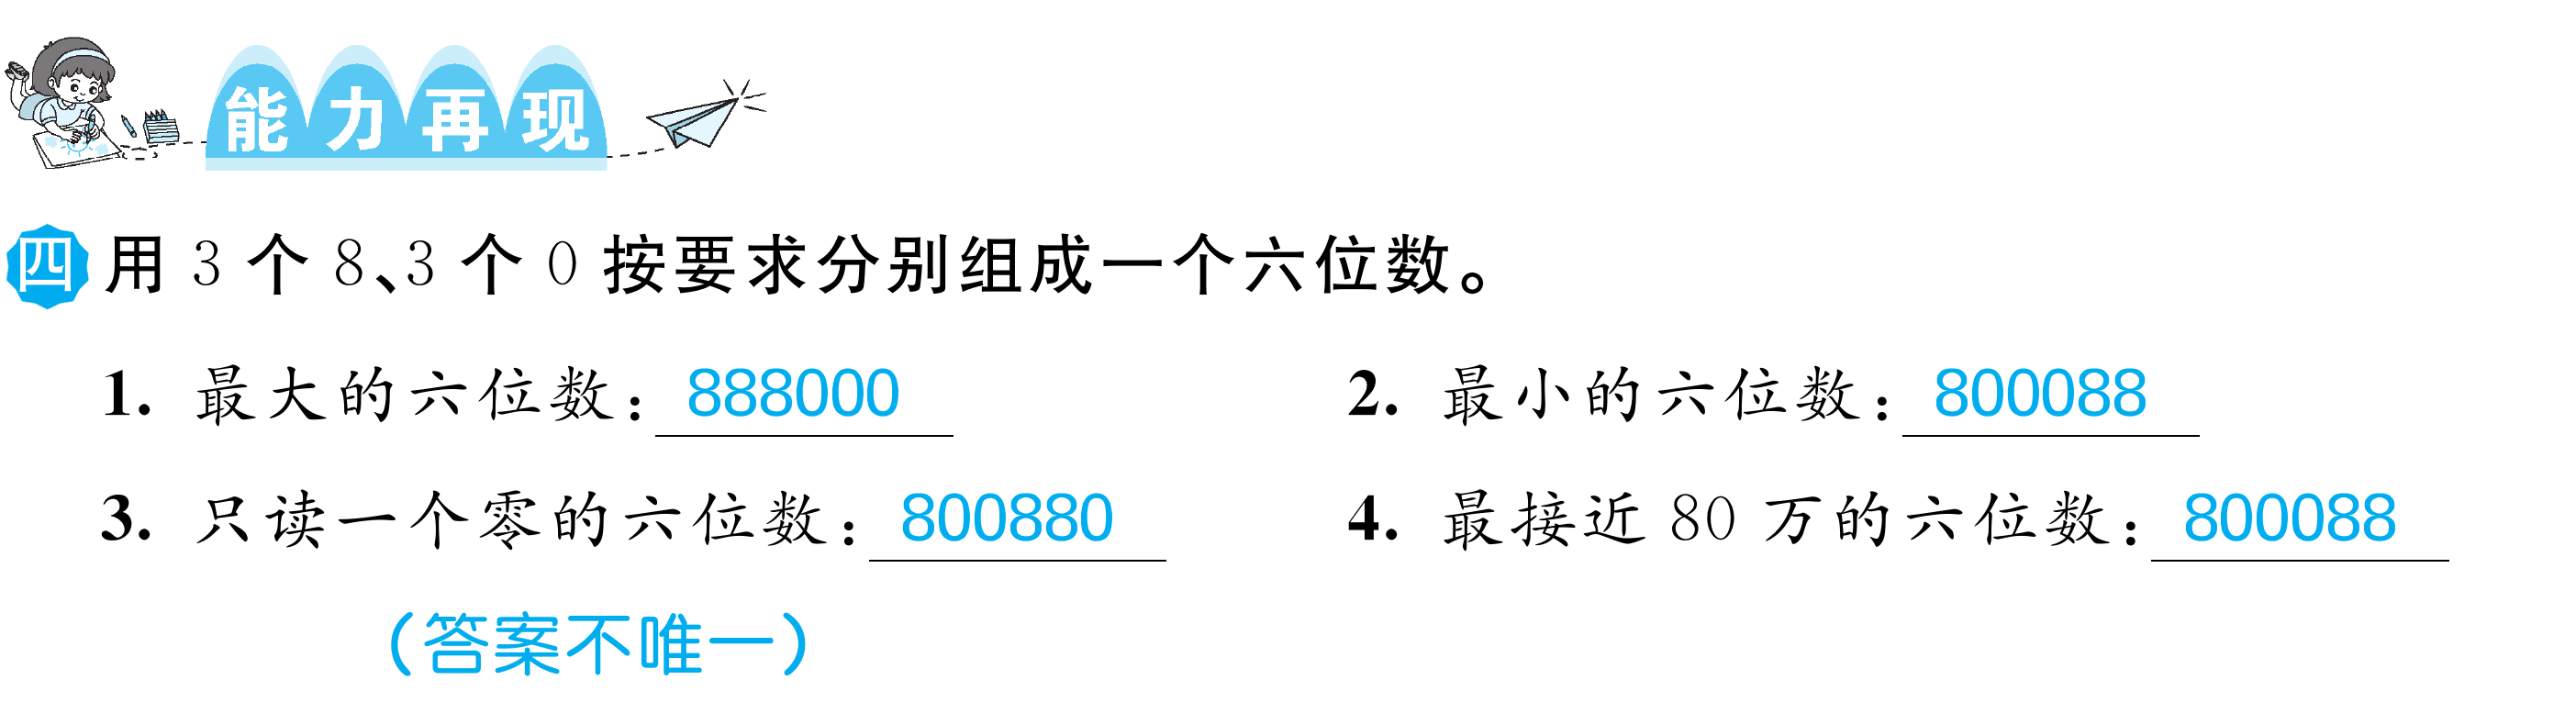 能力再现
四 用 3 个 8、3 个 0 按要求分别组成一个六位数。
1. 最大的六位数：888000 2. 最小的六位数：800088
3. 只读一个零的六位数：800880 4. 最接近 80 万的六位数：800088
（答案不唯一）